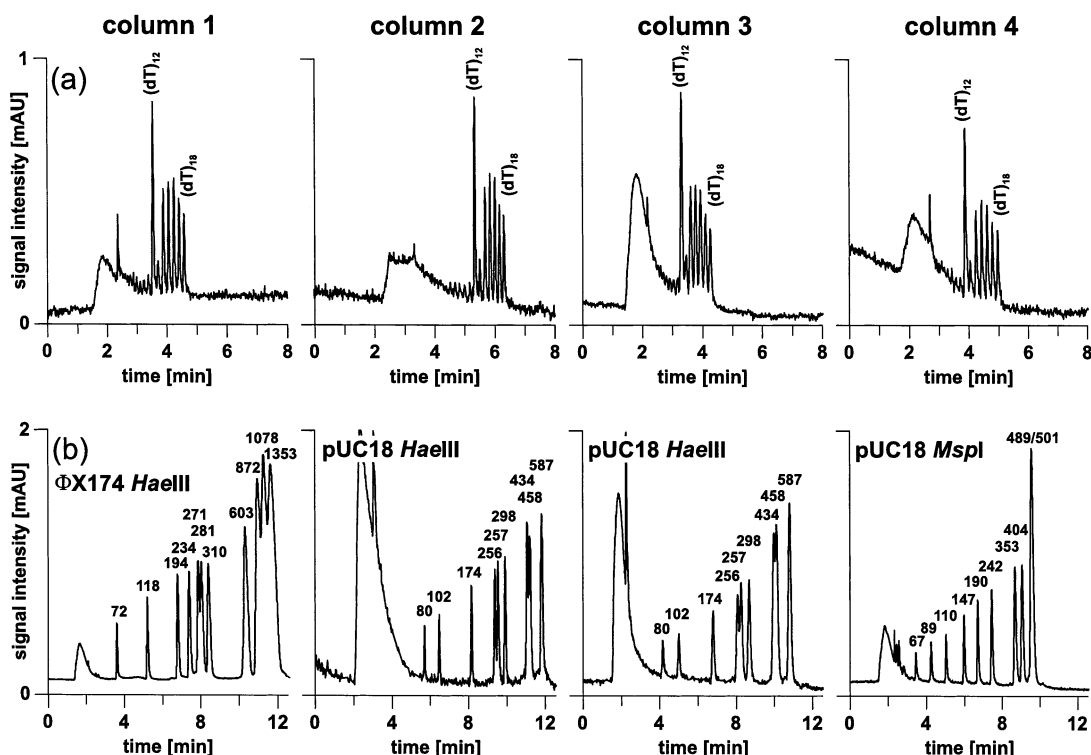 column 1
column 2
column 3
column 4
(a)
signal intensity [mAU]
1
0
(dT)₁₂
(dT)₁₈
0 2 4 6 8
time [min]
(dT)₁₂
(dT)₁₈
0 2 4 6 8
time [min]
(dT)₁₂
(dT)₁₈
0 2 4 6 8
time [min]
(dT)₁₂
(dT)₁₈
0 2 4 6 8
time [min]
(b)
signal intensity [mAU]
2
0
ΦX174 HaeIII
72
118
194
234
271
281
310
603
872
1078
1353
0 4 8 12
time [min]
pUC18 HaeIII
80
102
174
256
257
298
434
458
587
0 4 8 12
time [min]
pUC18 HaeIII
80
102
174
256
257
298
434
458
587
0 4 8 12
time [min]
pUC18 MspI
67
89
110
147
190
242
353
404
489/501
0 4 8 12
time [min]